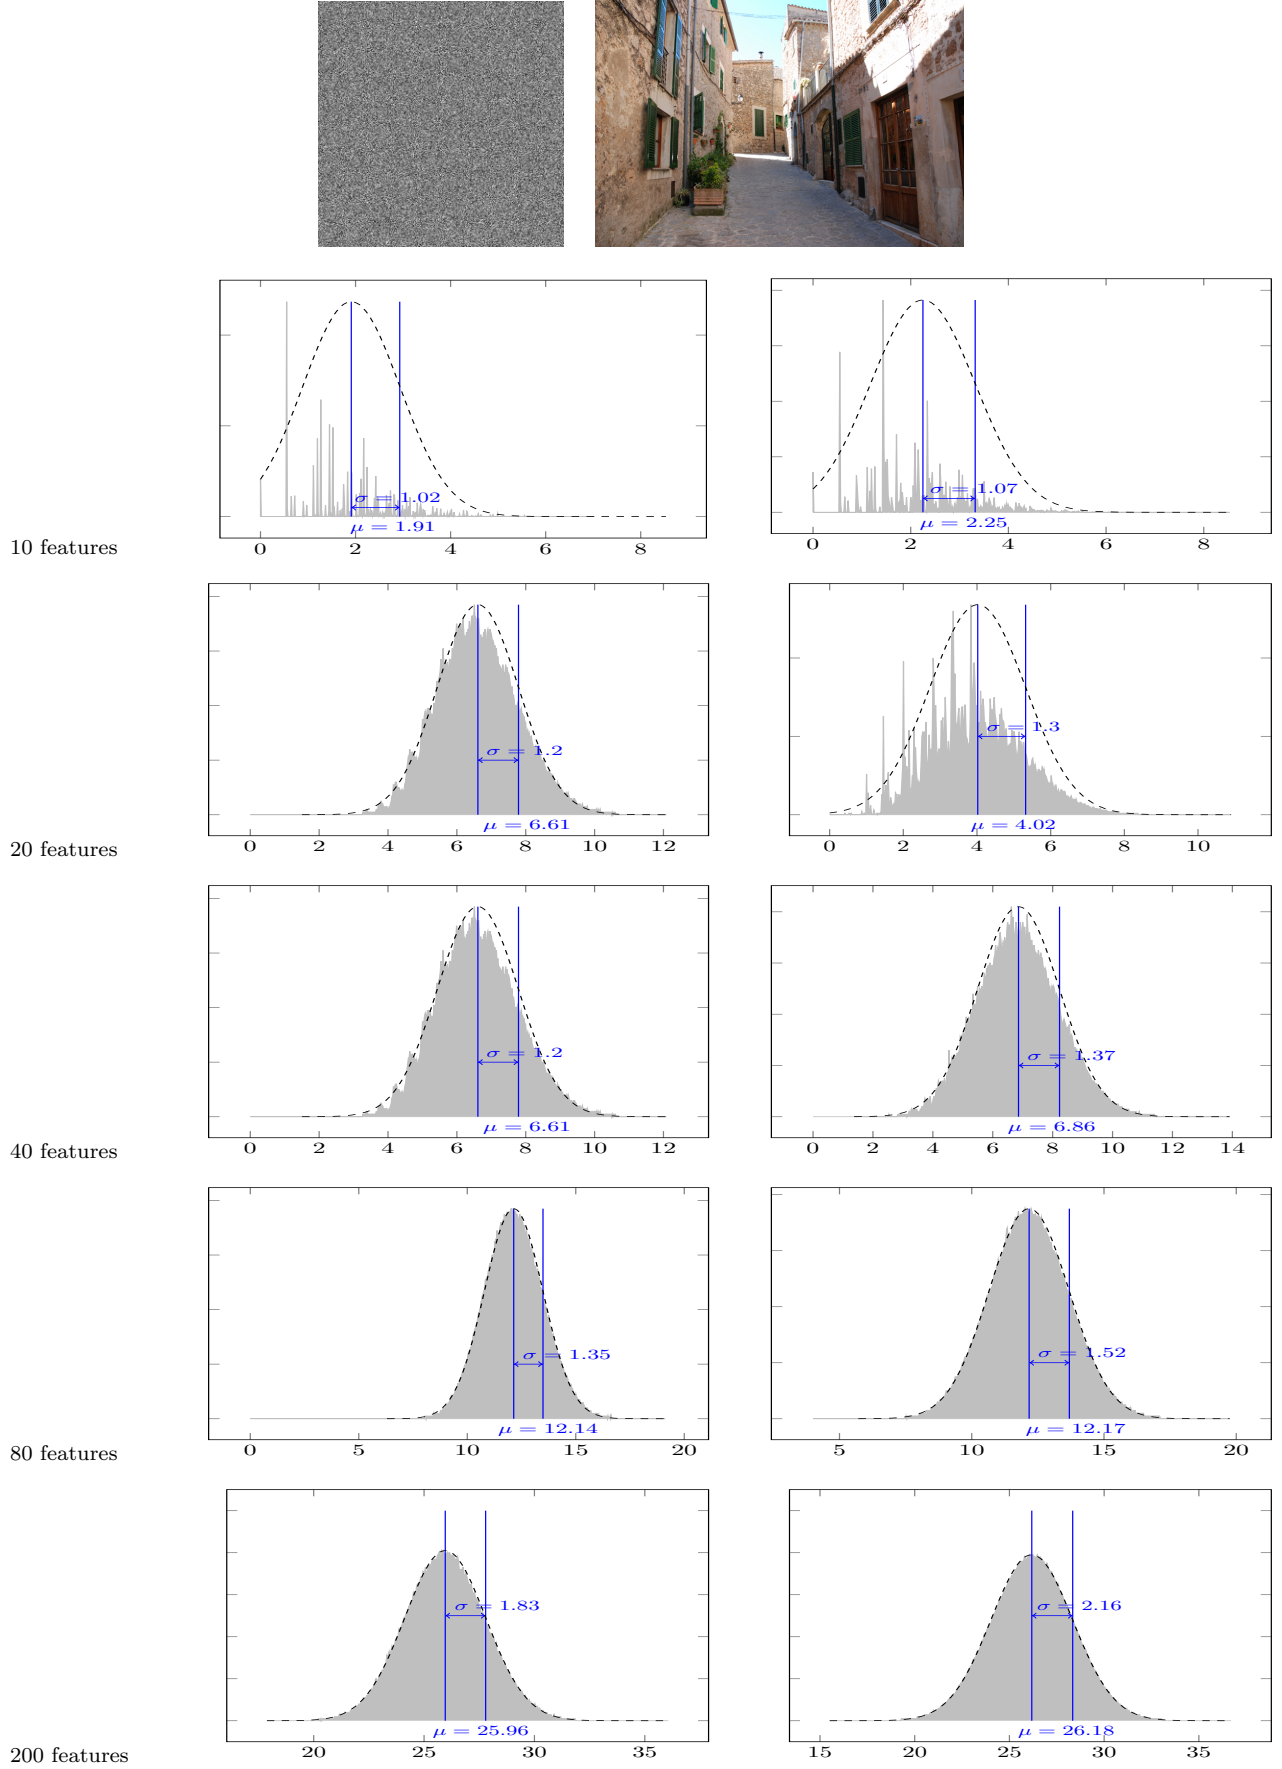 σ = 1.02
μ = 1.91
0 2 4 6 8
σ = 1.07
μ = 2.25
0 2 4 6 8
10 features
σ = 1.2
μ = 6.61
0 2 4 6 8 10 12
σ = 1.3
μ = 4.02
0 2 4 6 8 10
20 features
σ = 1.2
μ = 6.61
0 2 4 6 8 10 12
σ = 1.37
μ = 6.86
0 2 4 6 8 10 12 14
40 features
σ = 1.35
μ = 12.14
0 5 10 15 20
σ = 1.52
μ = 12.17
5 10 15 20
80 features
σ = 1.83
μ = 25.96
20 25 30 35
σ = 2.16
μ = 26.18
15 20 25 30 35
200 features